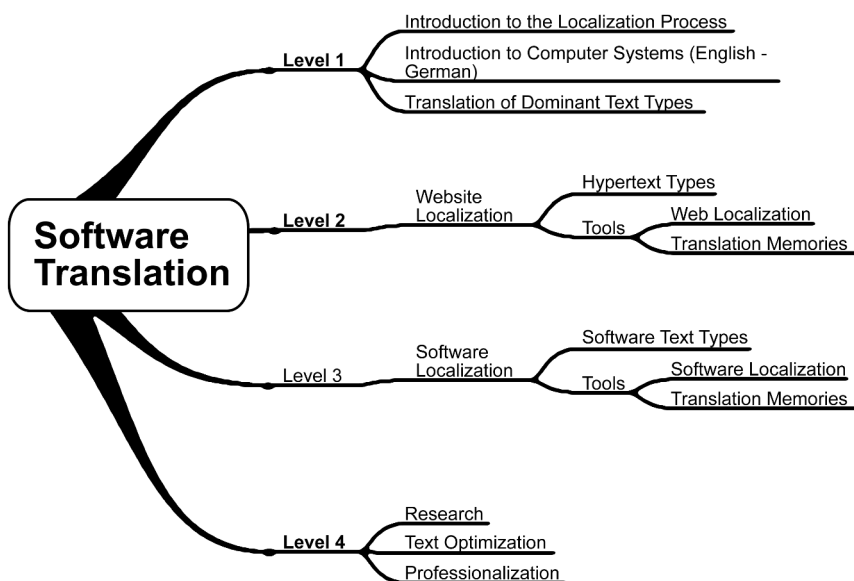 Software
Translation
Level 1
Introduction to the Localization Process
Introduction to Computer Systems (English -
German)
Translation of Dominant Text Types
Level 2
Website
Localization
Hypertext Types
Tools
Web Localization
Translation Memories
Level 3
Software
Localization
Software Text Types
Tools
Software Localization
Translation Memories
Level 4
Research
Text Optimization
Professionalization